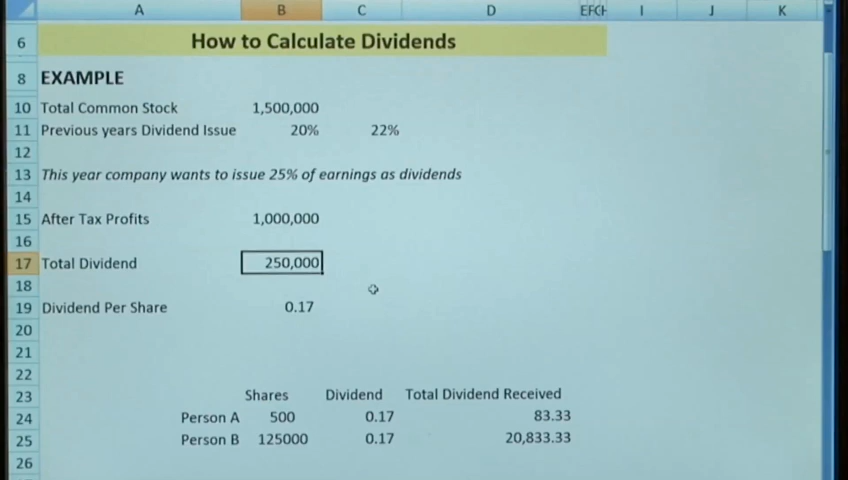 A B C D EFGH I J K
6 How to Calculate Dividends
8 EXAMPLE
10 Total Common Stock 1,500,000
11 Previous years Dividend Issue 20% 22%
12
13 This year company wants to issue 25% of earnings as dividends
14
15 After Tax Profits 1,000,000
16
17 Total Dividend 250,000
18
19 Dividend Per Share 0.17
20
21
22
23 Shares Dividend Total Dividend Received
24 Person A 500 0.17 83.33
25 Person B 125000 0.17 20,833.33
26